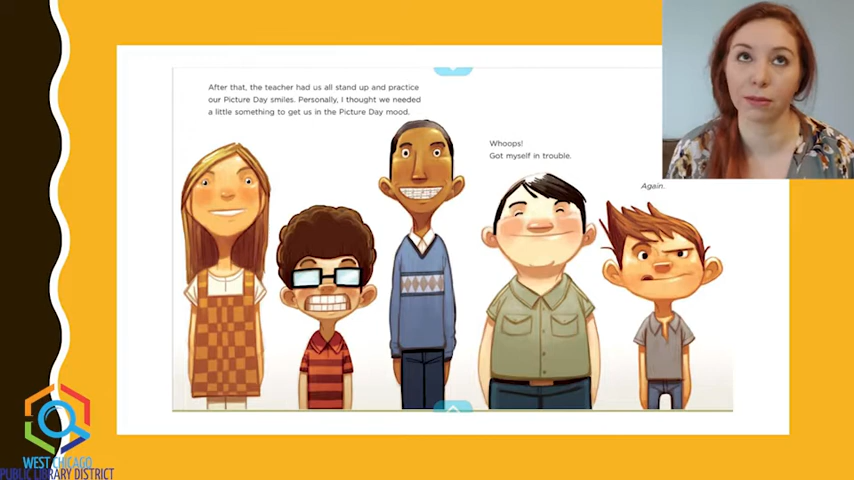 After that, the teacher had us all stand up and practice
our Picture Day smiles. Personally, I thought we needed
a little something to get us in the Picture Day mood.
Whoops!
Got myself in trouble.
Again.
WEST CHICAGO
PUBLIC LIBRARY DISTRICT